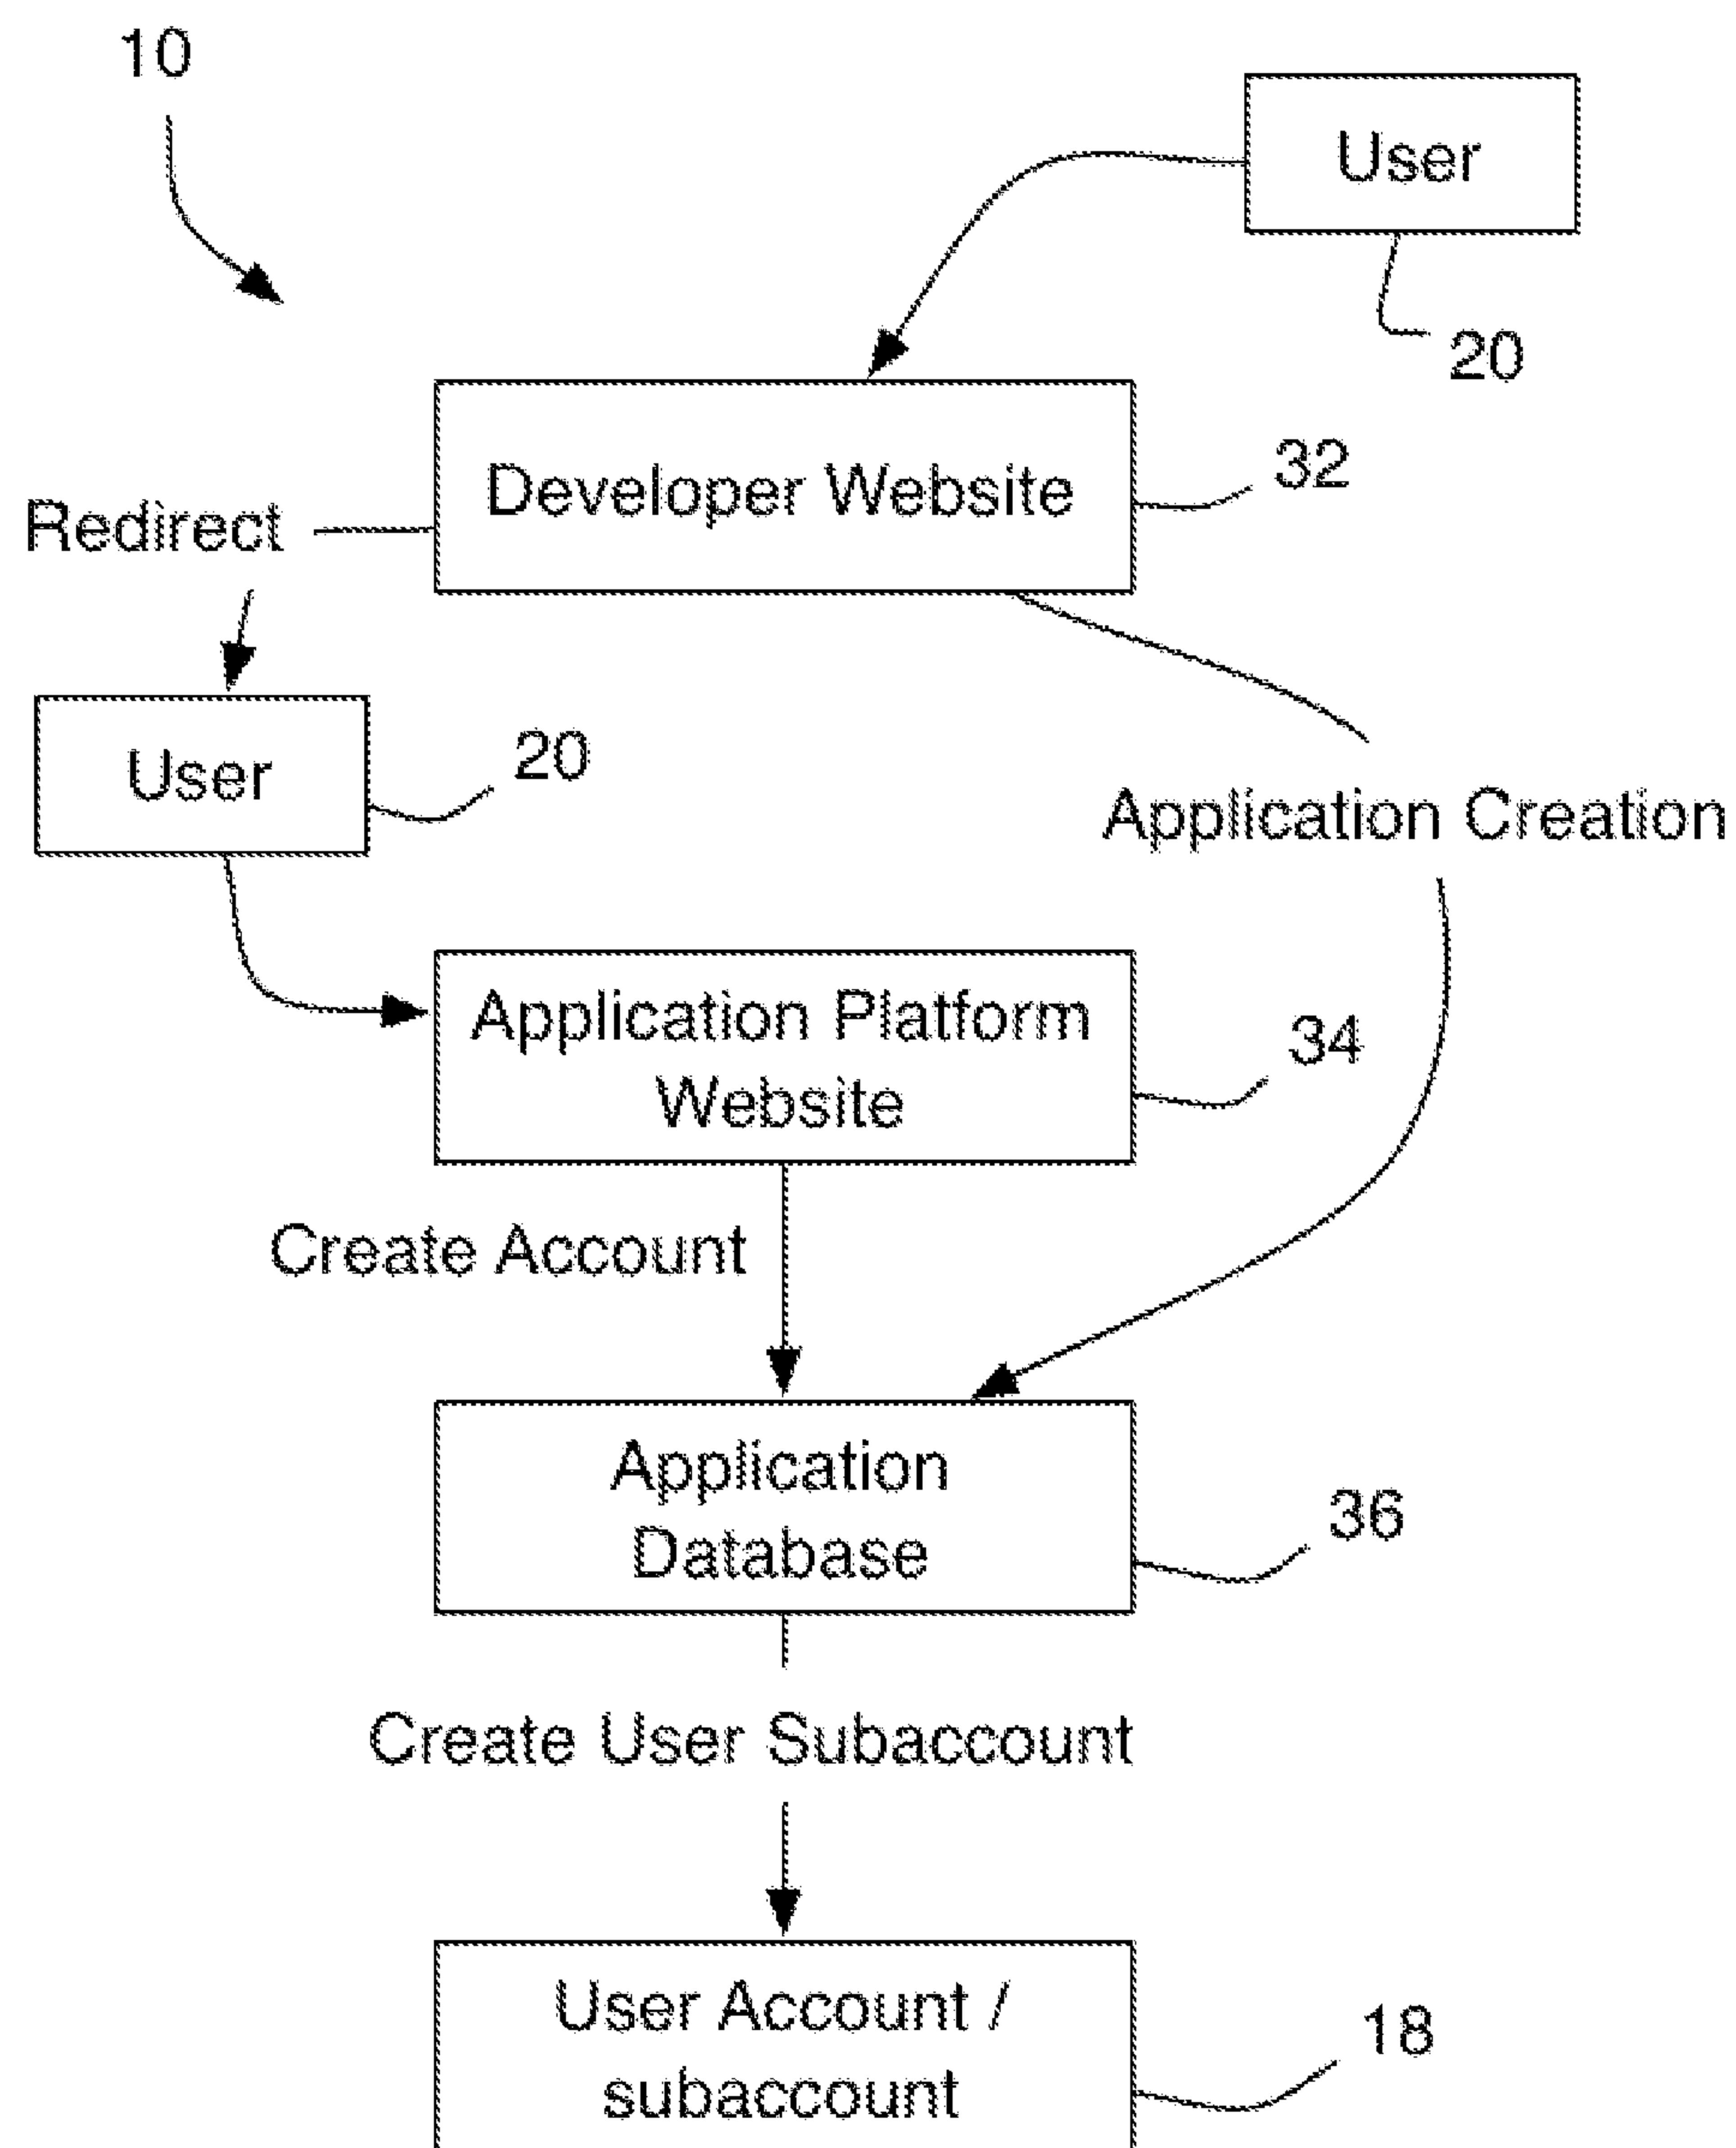 10
User
20
Developer Website
32
Redirect
User
20
Application Creation
Application Platform
Website
34
Create Account
Application
Database
36
Create User Subaccount
User Account /
subaccount
18